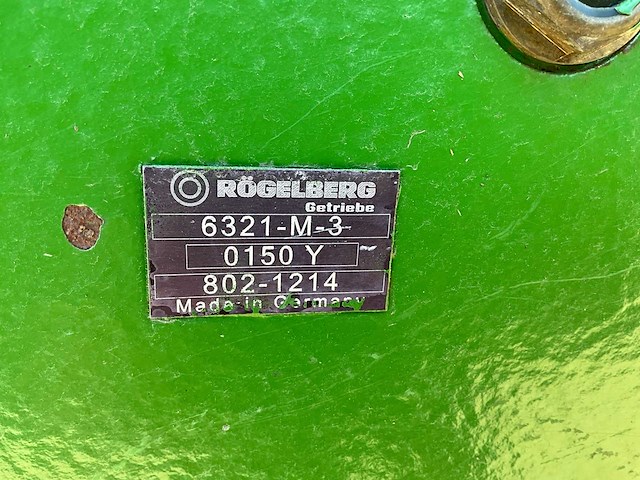 RÖGELBERG
Getriebe
6321-M-3
0150 Y
802-1214
Made in Germany